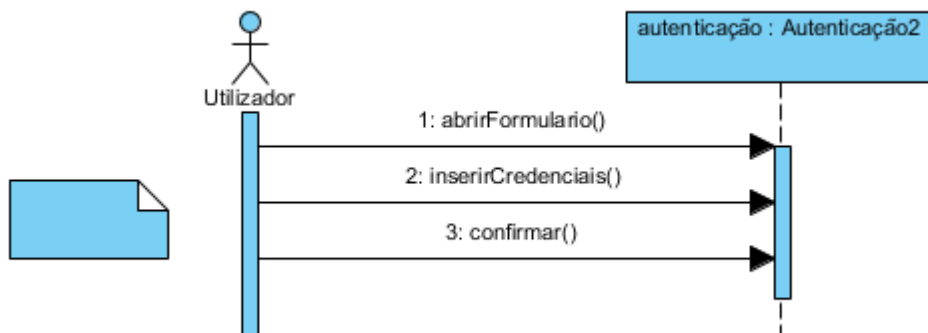 autenticação : Autenticação2
Utilizador
1: abrirFormulario()
2: inserirCredenciais()
3: confirmar()